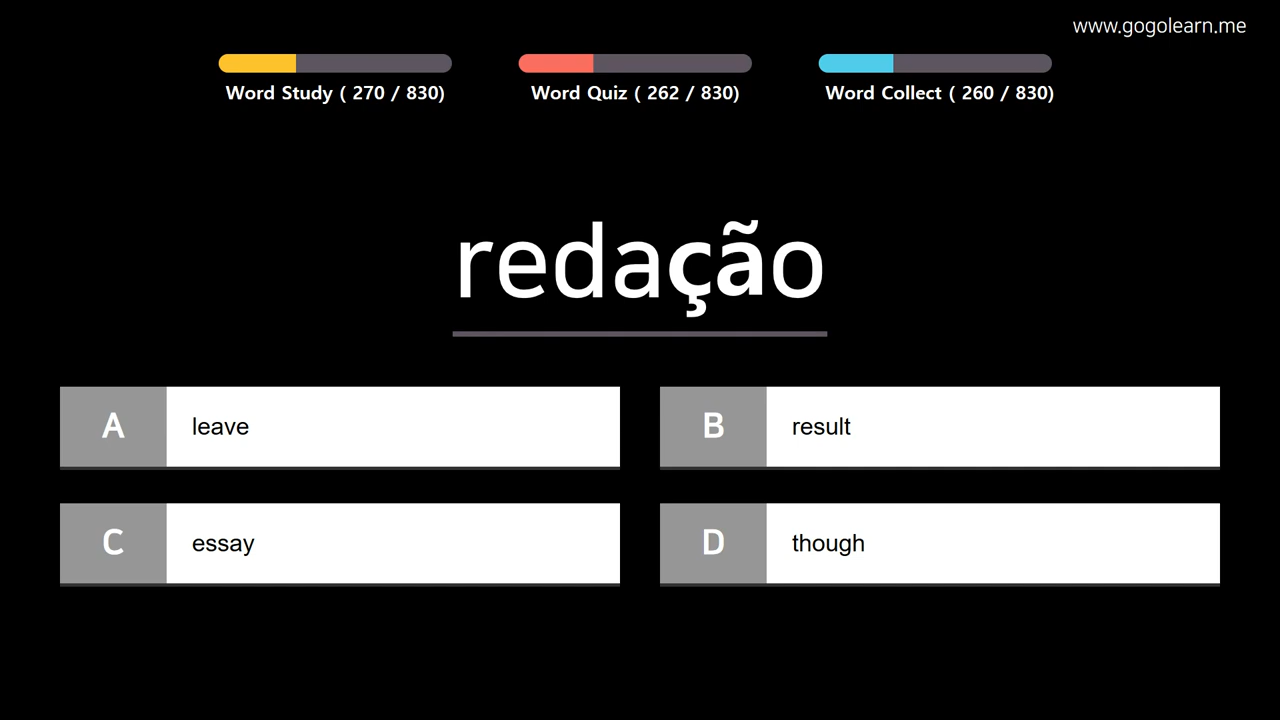 www.gogolearn.me
Word Study ( 270 / 830)
Word Quiz ( 262 / 830)
Word Collect ( 260 / 830)
redação
A leave
B result
C essay
D though